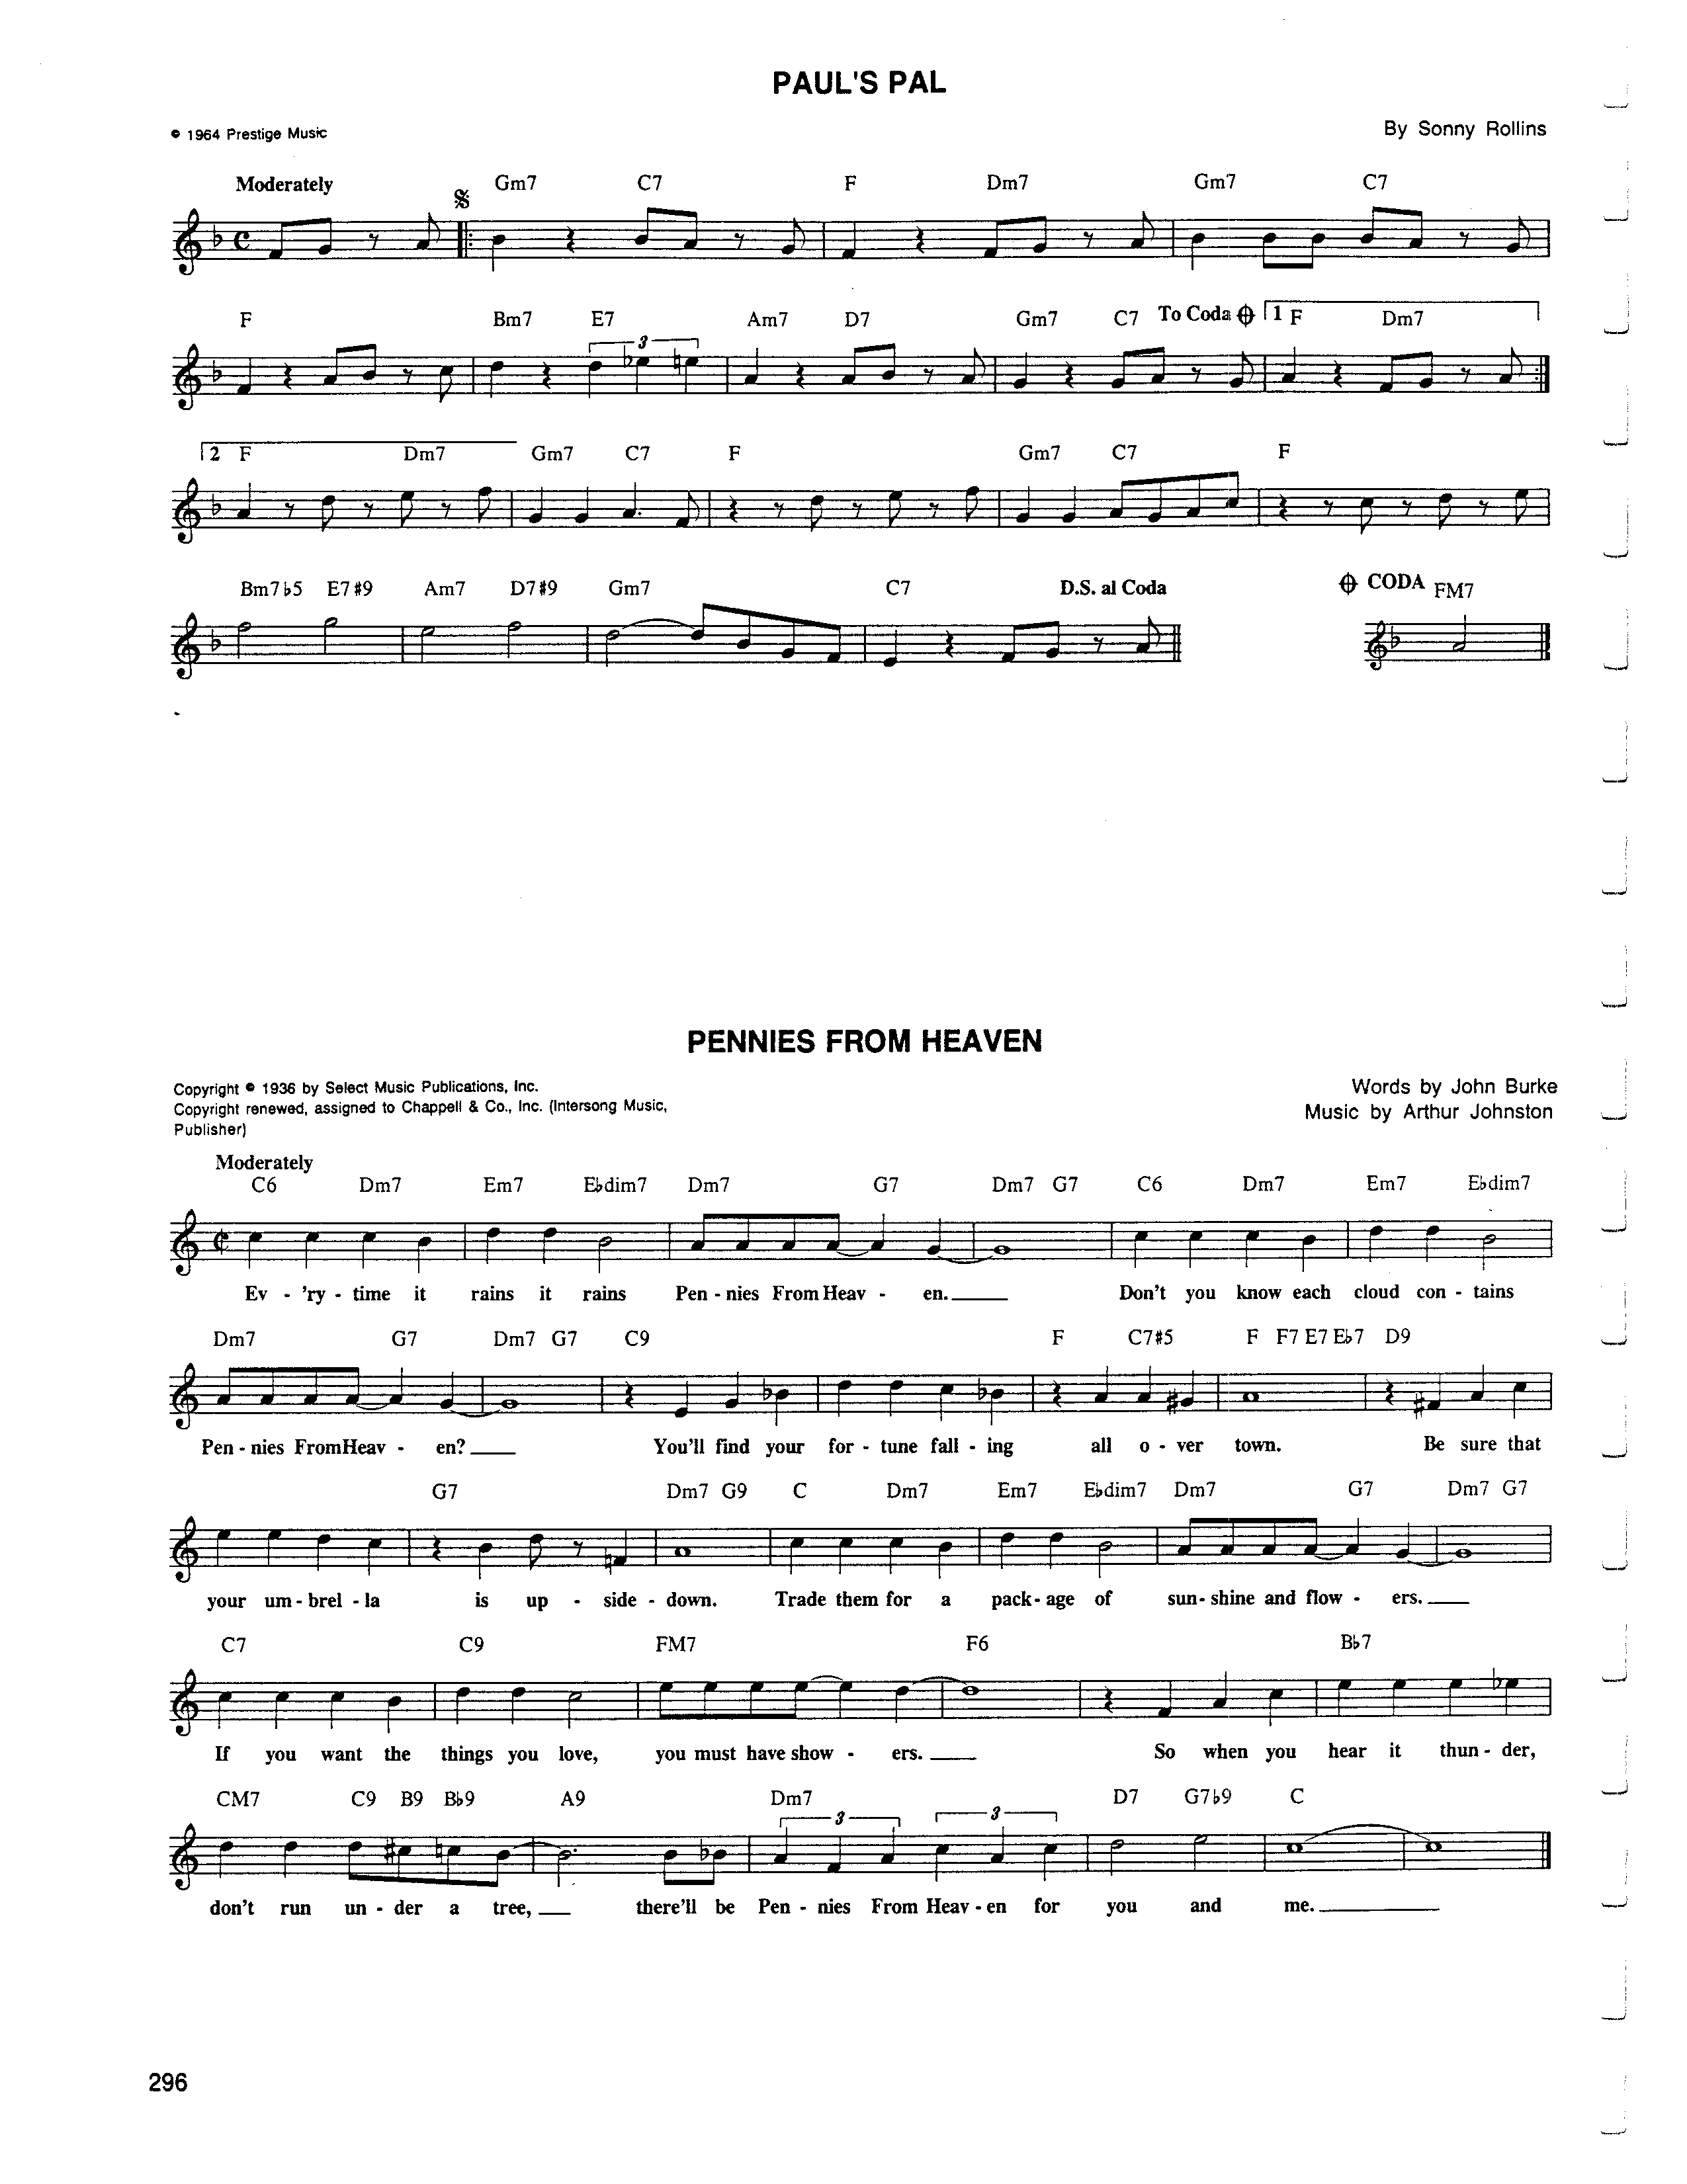 PAUL'S PAL
© 1964 Prestige Music
By Sonny Rollins
Moderately
Gm7 C7 F Dm7 Gm7 C7
F Bm7 E7 Am7 D7 Gm7 C7 To Coda 1 F Dm7
3
2 F Dm7 Gm7 C7 F Gm7 C7 F
Bm7♭5 E7♯9 Am7 D7♯9 Gm7 C7 D.S. al Coda CODA FM7
PENNIES FROM HEAVEN
Copyright © 1936 by Select Music Publications, Inc.
Copyright renewed, assigned to Chappell & Co., Inc. (Intersong Music,
Publisher)
Words by John Burke
Music by Arthur Johnston
Moderately
C6 Dm7 Em7 E♭dim7 Dm7 G7 Dm7 G7 C6 Dm7 Em7 E♭dim7
Ev - 'ry - time it rains it rains Pen - nies From Heav - en. Don't you know each cloud con - tains
Dm7 G7 Dm7 G7 C9 F C7♯5 F F7 E7 E♭7 D9
Pen - nies From Heav - en? You'll find your for - tune fall - ing all o - ver town. Be sure that
G7 Dm7 G9 C Dm7 Em7 E♭dim7 Dm7 G7 Dm7 G7
your um - brel - la is up - side - down. Trade them for a pack - age of sun - shine and flow - ers.
C7 C9 FM7 F6 B♭7
If you want the things you love, you must have show - ers. So when you hear it thun - der,
CM7 C9 B9 B♭9 A9 Dm7 D7 G7♭9 C
3 3
don't run un - der a tree, there'll be Pen - nies From Heav - en for you and me.
296